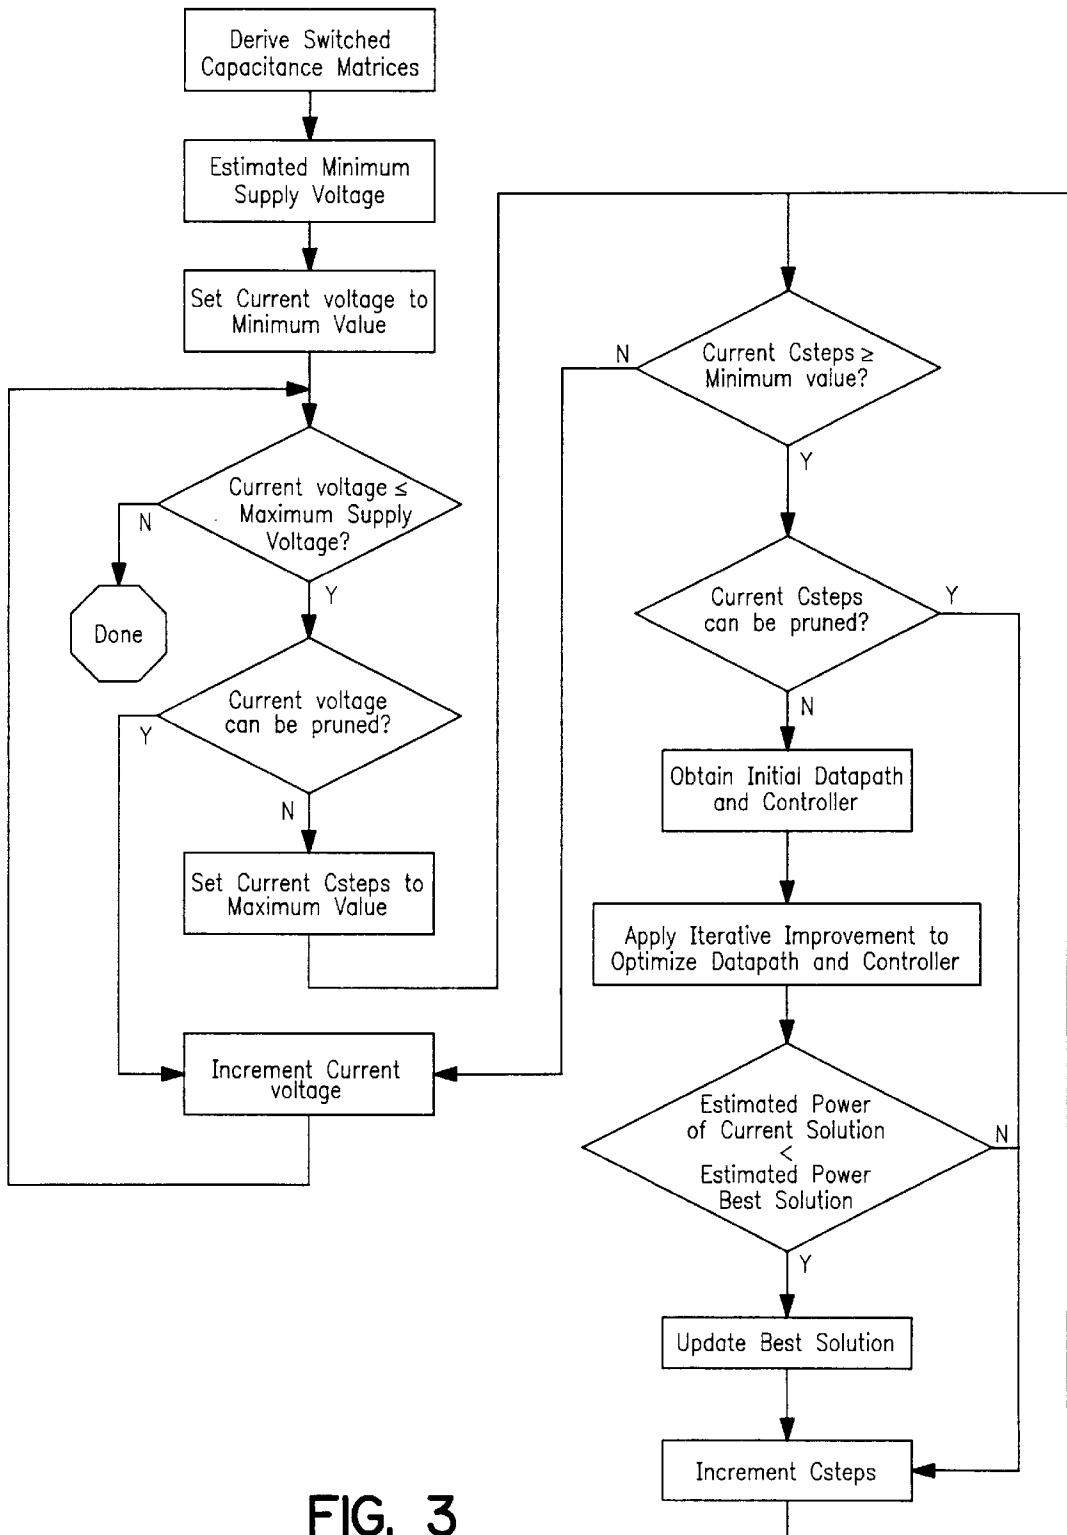 Derive Switched
Capacitance Matrices
Estimated Minimum
Supply Voltage
Set Current voltage to
Minimum Value
Current voltage ≤
Maximum Supply
Voltage?
N
Y
Done
Current voltage
can be pruned?
Y
N
Set Current Csteps to
Maximum Value
Increment Current
voltage
Current Csteps ≥
Minimum value?
N
Y
Current Csteps
can be pruned?
Y
N
Obtain Initial Datapath
and Controller
Apply Iterative Improvement to
Optimize Datapath and Controller
Estimated Power
of Current Solution
<
Estimated Power
Best Solution
N
Y
Update Best Solution
Increment Csteps
FIG. 3